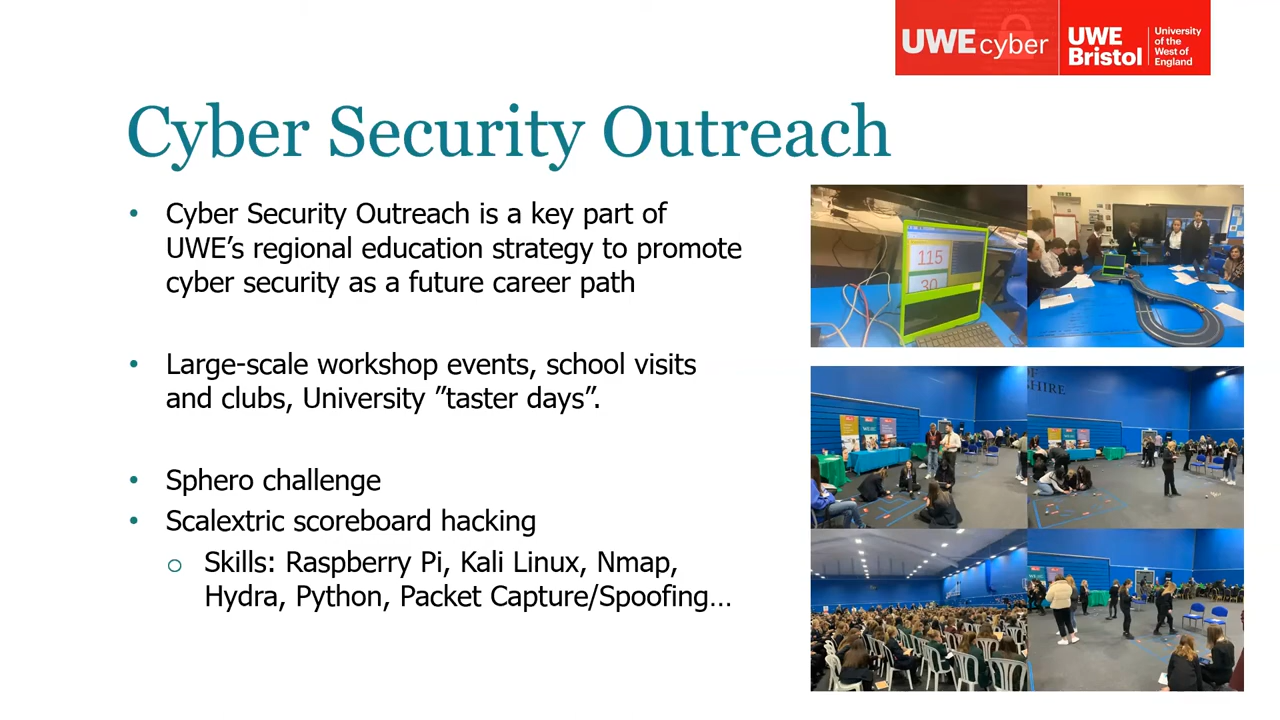 UWEcyber
UWE
Bristol
University
of the
West of
England
Cyber Security Outreach
• Cyber Security Outreach is a key part of
UWE’s regional education strategy to promote
cyber security as a future career path
• Large-scale workshop events, school visits
and clubs, University ”taster days”.
• Sphero challenge
• Scalextric scoreboard hacking
o Skills: Raspberry Pi, Kali Linux, Nmap,
Hydra, Python, Packet Capture/Spoofing…
115
30